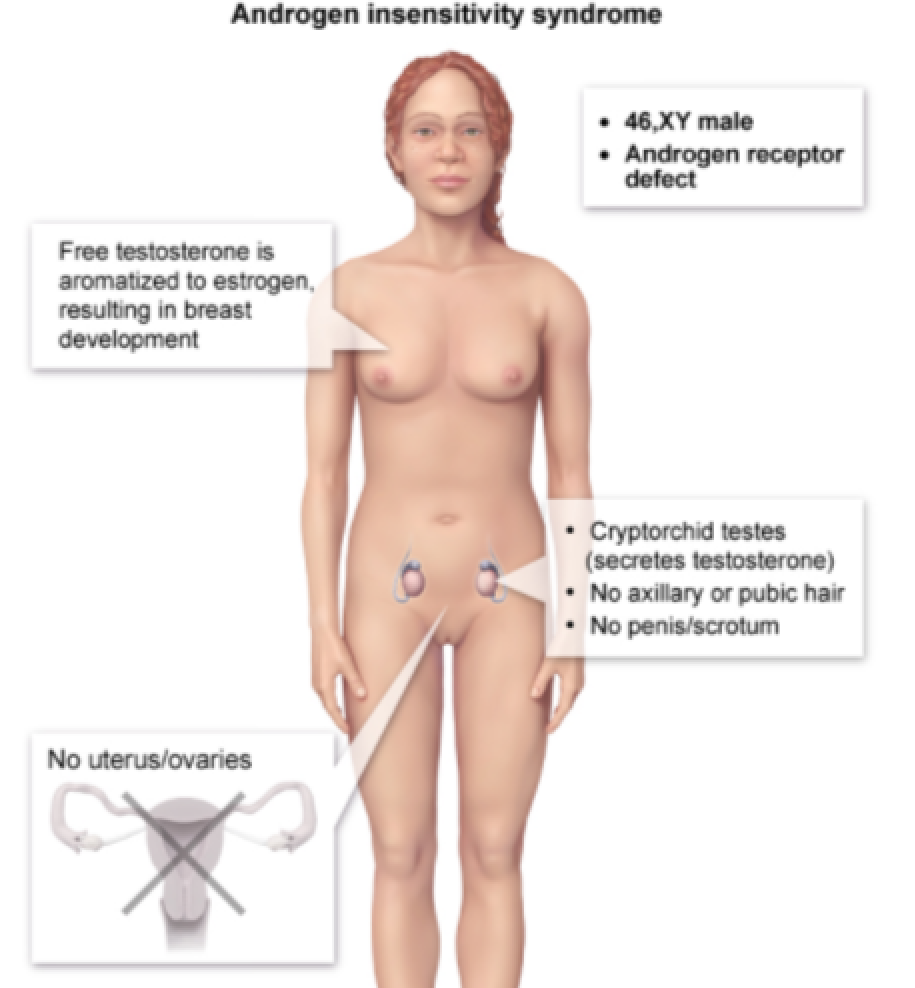 Androgen insensitivity syndrome
• 46,XY male
• Androgen receptor
defect
Free testosterone is
aromatized to estrogen,
resulting in breast
development
• Cryptorchid testes
(secretes testosterone)
• No axillary or pubic hair
• No penis/scrotum
No uterus/ovaries